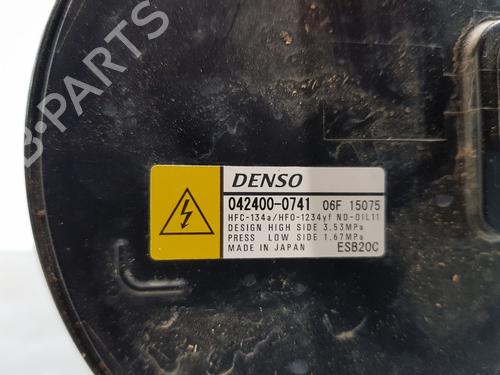 B-PARTS
DENSO
042400-0741 06F 15075
HFC-134a/HFO-1234yf ND-OIL11
DESIGN HIGH SIDE 3.53MPa
PRESS LOW SIDE 1.67MPa
MADE IN JAPAN ESB20C
B-PARTS